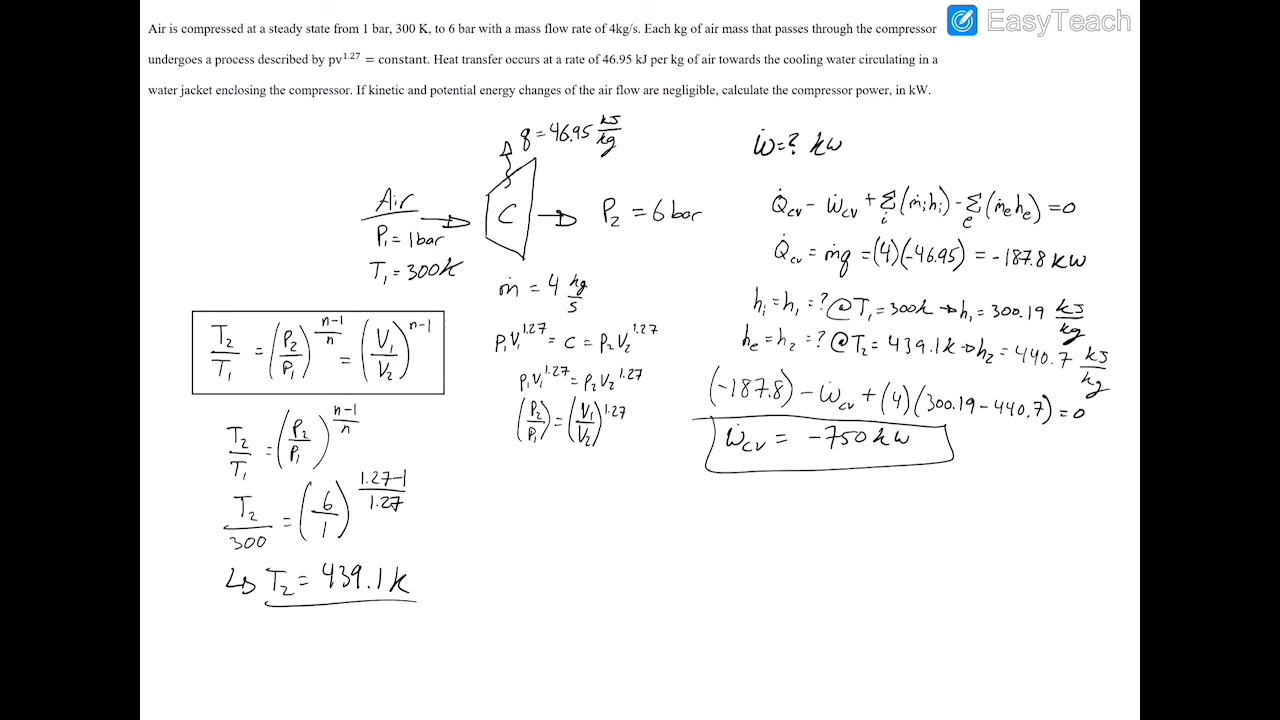 EasyTeach
Air is compressed at a steady state from 1 bar, 300 K, to 6 bar with a mass flow rate of 4kg/s. Each kg of air mass that passes through the compressor
undergoes a process described by pv^1.27 = constant. Heat transfer occurs at a rate of 46.95 kJ per kg of air towards the cooling water circulating in a
water jacket enclosing the compressor. If kinetic and potential energy changes of the air flow are negligible, calculate the compressor power, in kW.
q = 46.95 kJ/kg
Air
P₁ = 1bar
T₁ = 300K
C
P₂ = 6 bar
ṁ = 4 kg/s
T₂/T₁ = (P₂/P₁)^((n-1)/n) = (V₁/V₂)^(n-1)
T₂/T₁ = (P₂/P₁)^((n-1)/n)
T₂/300 = (6/1)^((1.27-1)/1.27)
↳ T₂ = 439.1K
P₁V₁^1.27 = C = P₂V₂^1.27
P₁V₁^1.27 = P₂V₂^1.27
(P₂/P₁) = (V₁/V₂)^1.27
Ẇ = ? kW
Q̇cv - Ẇcv + Σi(ṁihi) - Σe(ṁehe) = 0
Q̇cv = ṁq = (4)(-46.95) = -187.8 kW
hi = h₁ = ? @ T₁ = 300K → h₁ = 300.19 kJ/kg
he = h₂ = ? @ T₂ = 439.1K → h₂ = 440.7 kJ/kg
(-187.8) - Ẇcv + (4)(300.19 - 440.7) = 0
Ẇcv = -750 kW